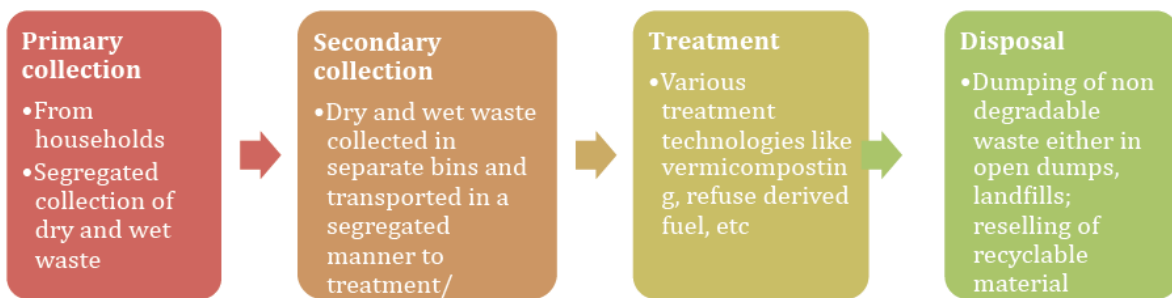 Primary
collection
•From
households
•Segregated
collection of
dry and wet
waste
Secondary
collection
•Dry and wet waste
collected in
separate bins and
transported in a
segregated
manner to
treatment/
Treatment
•Various
treatment
technologies like
vermicompostin
g, refuse derived
fuel, etc
Disposal
•Dumping of non
degradable
waste either in
open dumps,
landfills;
reselling of
recyclable
material